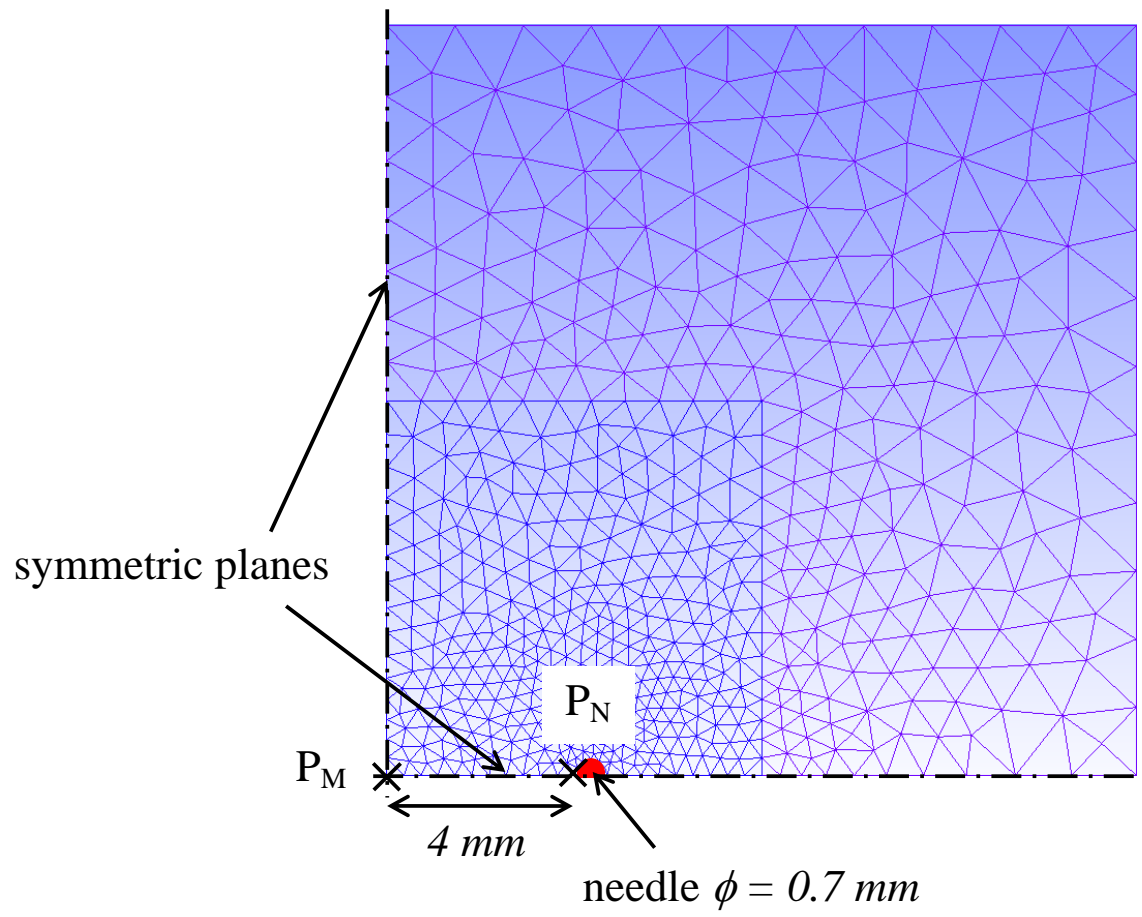 symmetric planes
P_N
P_M
4 mm
needle ϕ = 0.7 mm